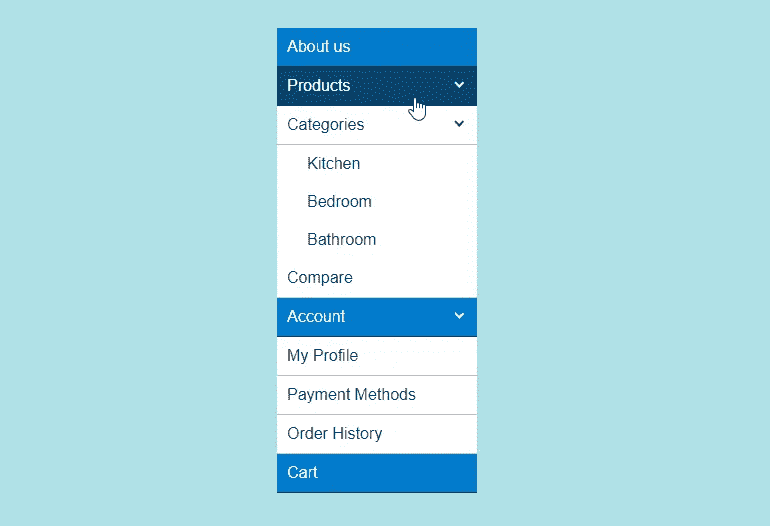 About us
Products
Categories
Kitchen
Bedroom
Bathroom
Compare
Account
My Profile
Payment Methods
Order History
Cart